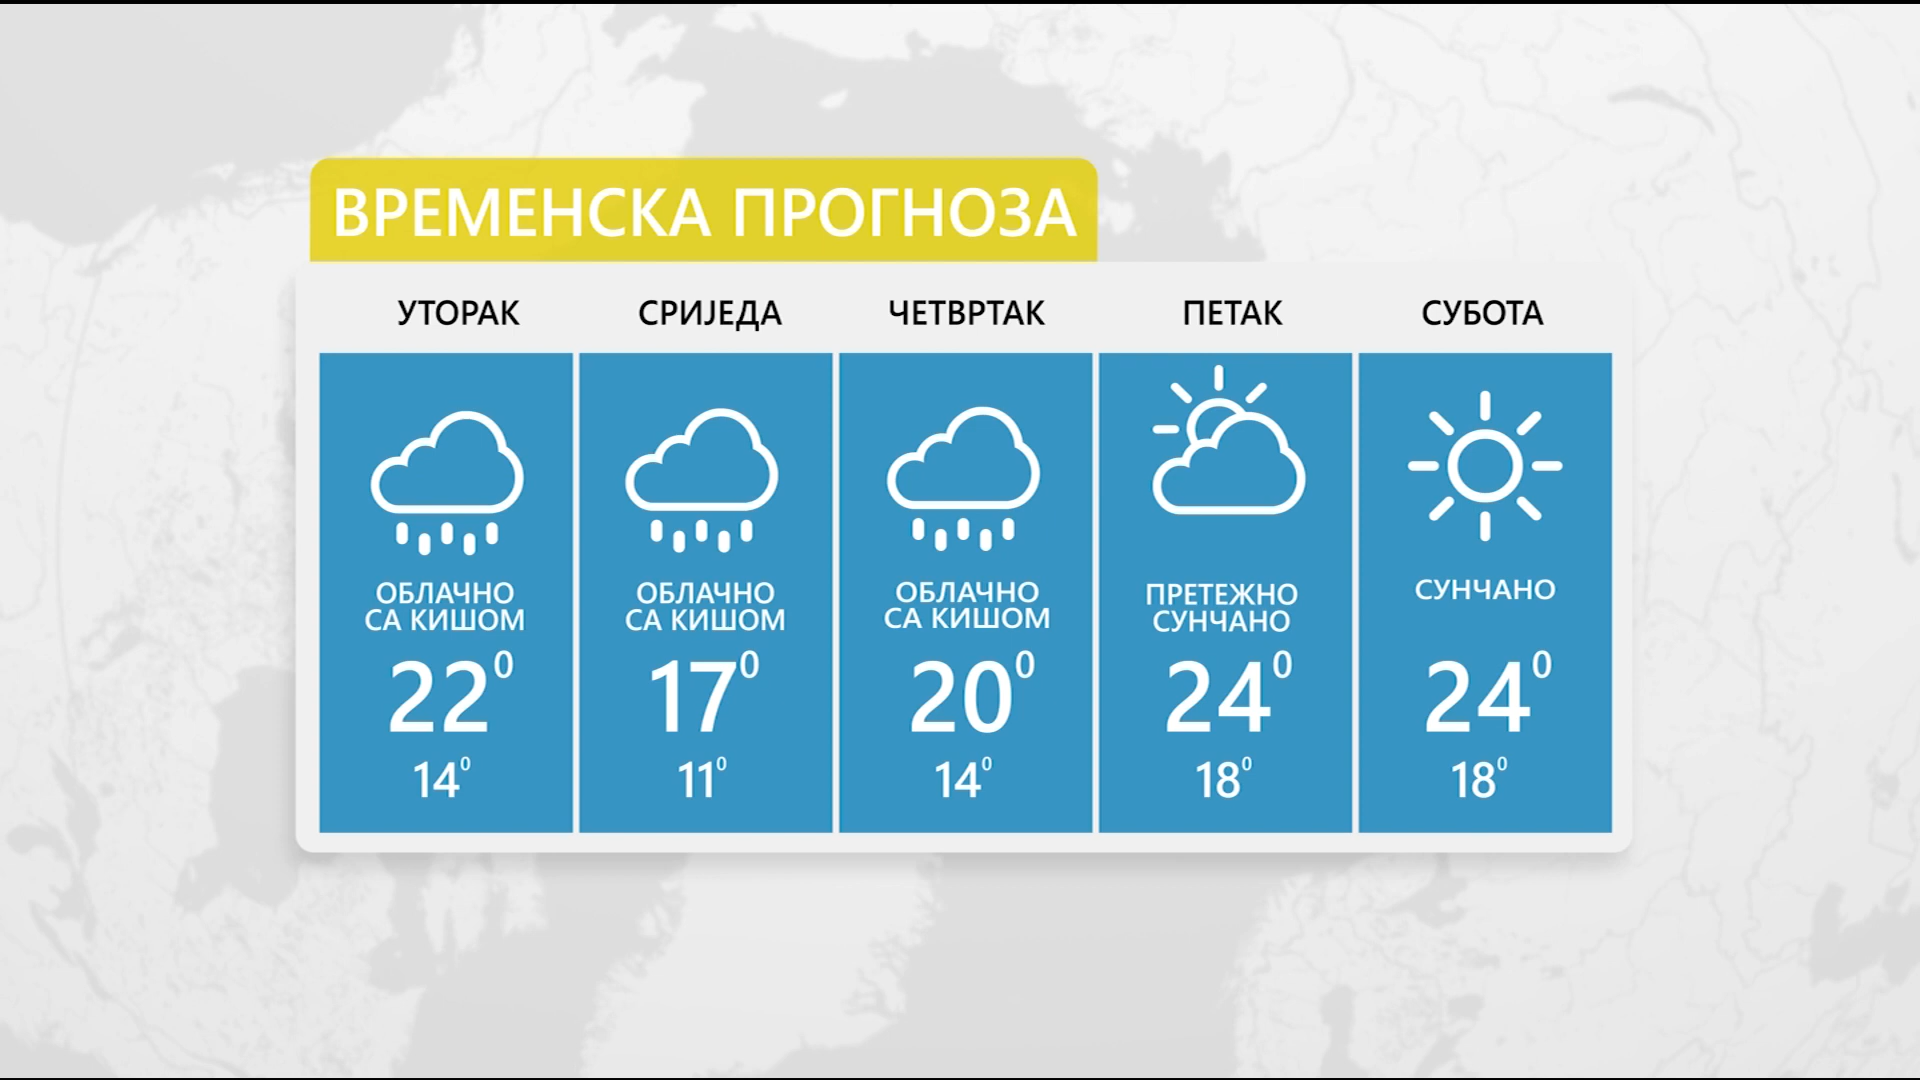 ВРЕМЕНСКА ПРОГНОЗА
УТОРАК
СРИЈЕДА
ЧЕТВРТАК
ПЕТАК
СУБОТА
ОБЛАЧНО
СА КИШОМ
22⁰
14⁰
ОБЛАЧНО
СА КИШОМ
17⁰
11⁰
ОБЛАЧНО
СА КИШОМ
20⁰
14⁰
ПРЕТЕЖНО
СУНЧАНО
24⁰
18⁰
СУНЧАНО
24⁰
18⁰